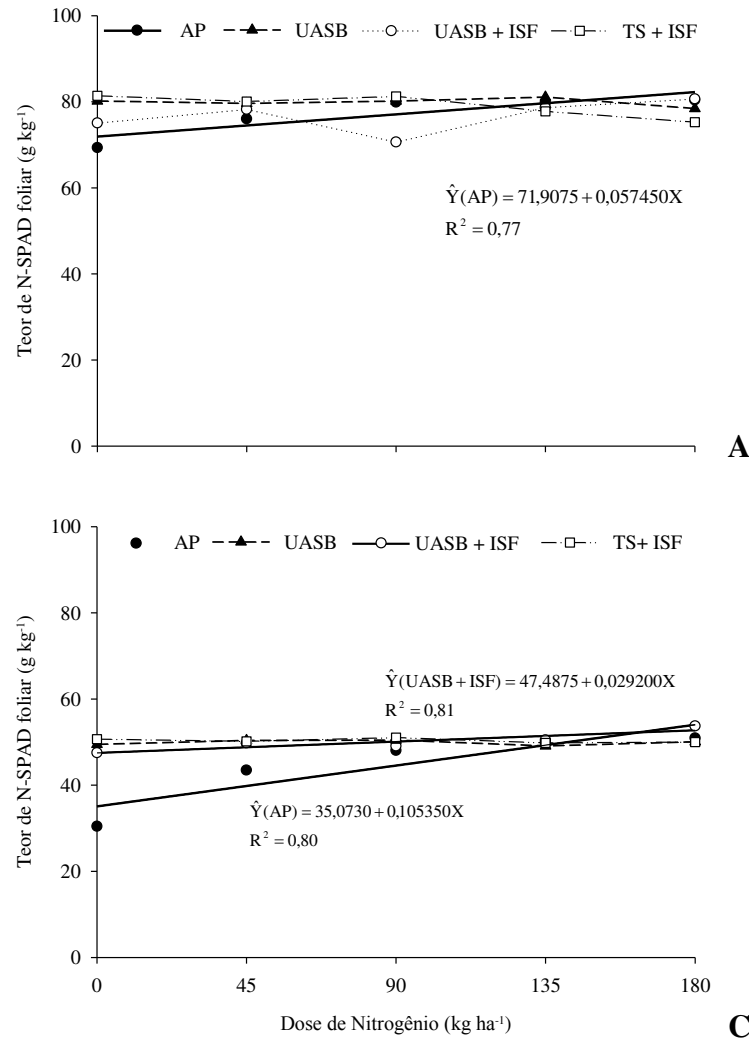 AP UASB UASB + ISF TS + ISF
100
80
60
40
20
0
Teor de N-SPAD foliar (g kg⁻¹)
Ŷ(AP) = 71,9075 + 0,057450X
R² = 0,77
A
AP UASB UASB + ISF TS+ ISF
100
80
60
40
20
0
Teor de N-SPAD foliar (g kg⁻¹)
Ŷ(UASB + ISF) = 47,4875 + 0,029200X
R² = 0,81
Ŷ(AP) = 35,0730 + 0,105350X
R² = 0,80
0 45 90 135 180
Dose de Nitrogênio (kg ha⁻¹)
C